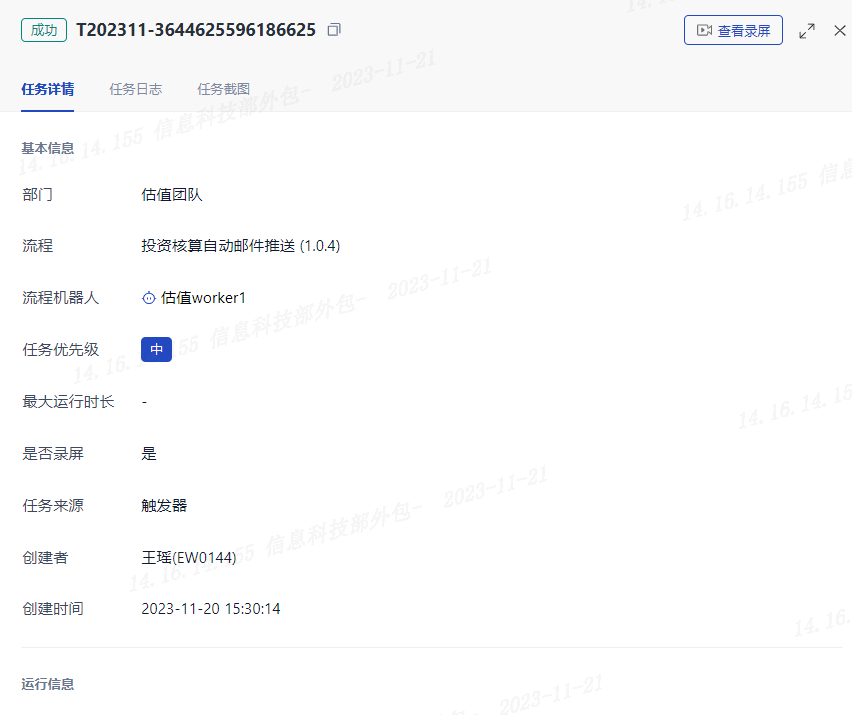 成功 T202311-3644625596186625 查看录屏
任务详情 任务日志 任务截图
基本信息
部门 估值团队
流程 投资核算自动邮件推送 (1.0.4)
流程机器人 估值worker1
任务优先级 中
最大运行时长 -
是否录屏 是
任务来源 触发器
创建者 王瑶(EW0144)
创建时间 2023-11-20 15:30:14
运行信息
14.16.14.155 信息科技部外包- 2023-11-21